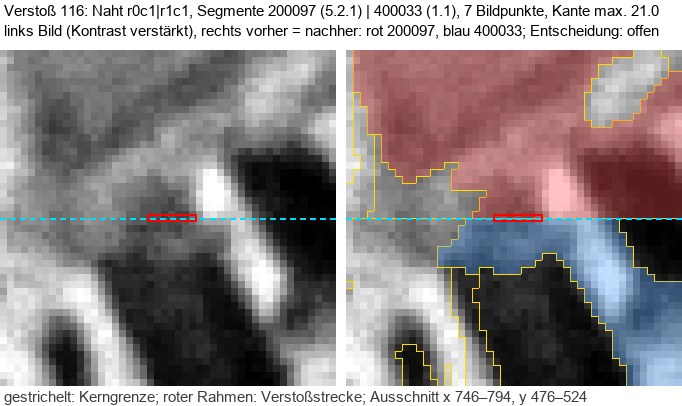 Verstoß 116: Naht r0c1|r1c1, Segmente 200097 (5.2.1) | 400033 (1.1), 7 Bildpunkte, Kante max. 21.0
links Bild (Kontrast verstärkt), rechts vorher = nachher: rot 200097, blau 400033; Entscheidung: offen
gestrichelt: Kerngrenze; roter Rahmen: Verstoßstrecke; Ausschnitt x 746–794, y 476–524